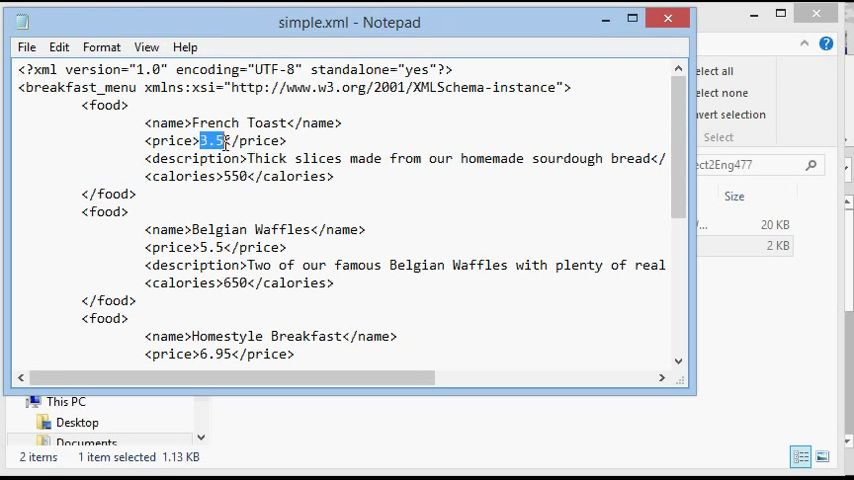 simple.xml - Notepad
File Edit Format View Help
<?xml version="1.0" encoding="UTF-8" standalone="yes"?>
<breakfast_menu xmlns:xsi="http://www.w3.org/2001/XMLSchema-instance">
<food>
<name>French Toast</name>
<price>3.5</price>
<description>Thick slices made from our homemade sourdough bread</
<calories>550</calories>
</food>
<food>
<name>Belgian Waffles</name>
<price>5.5</price>
<description>Two of our famous Belgian Waffles with plenty of real
<calories>650</calories>
</food>
<food>
<name>Homestyle Breakfast</name>
<price>6.95</price>
elect all
elect none
nvert selection
Select
ect2Eng477
Size
/... 20 KB
2 KB
This PC
Desktop
Documents
2 items 1 item selected 1.13 KB